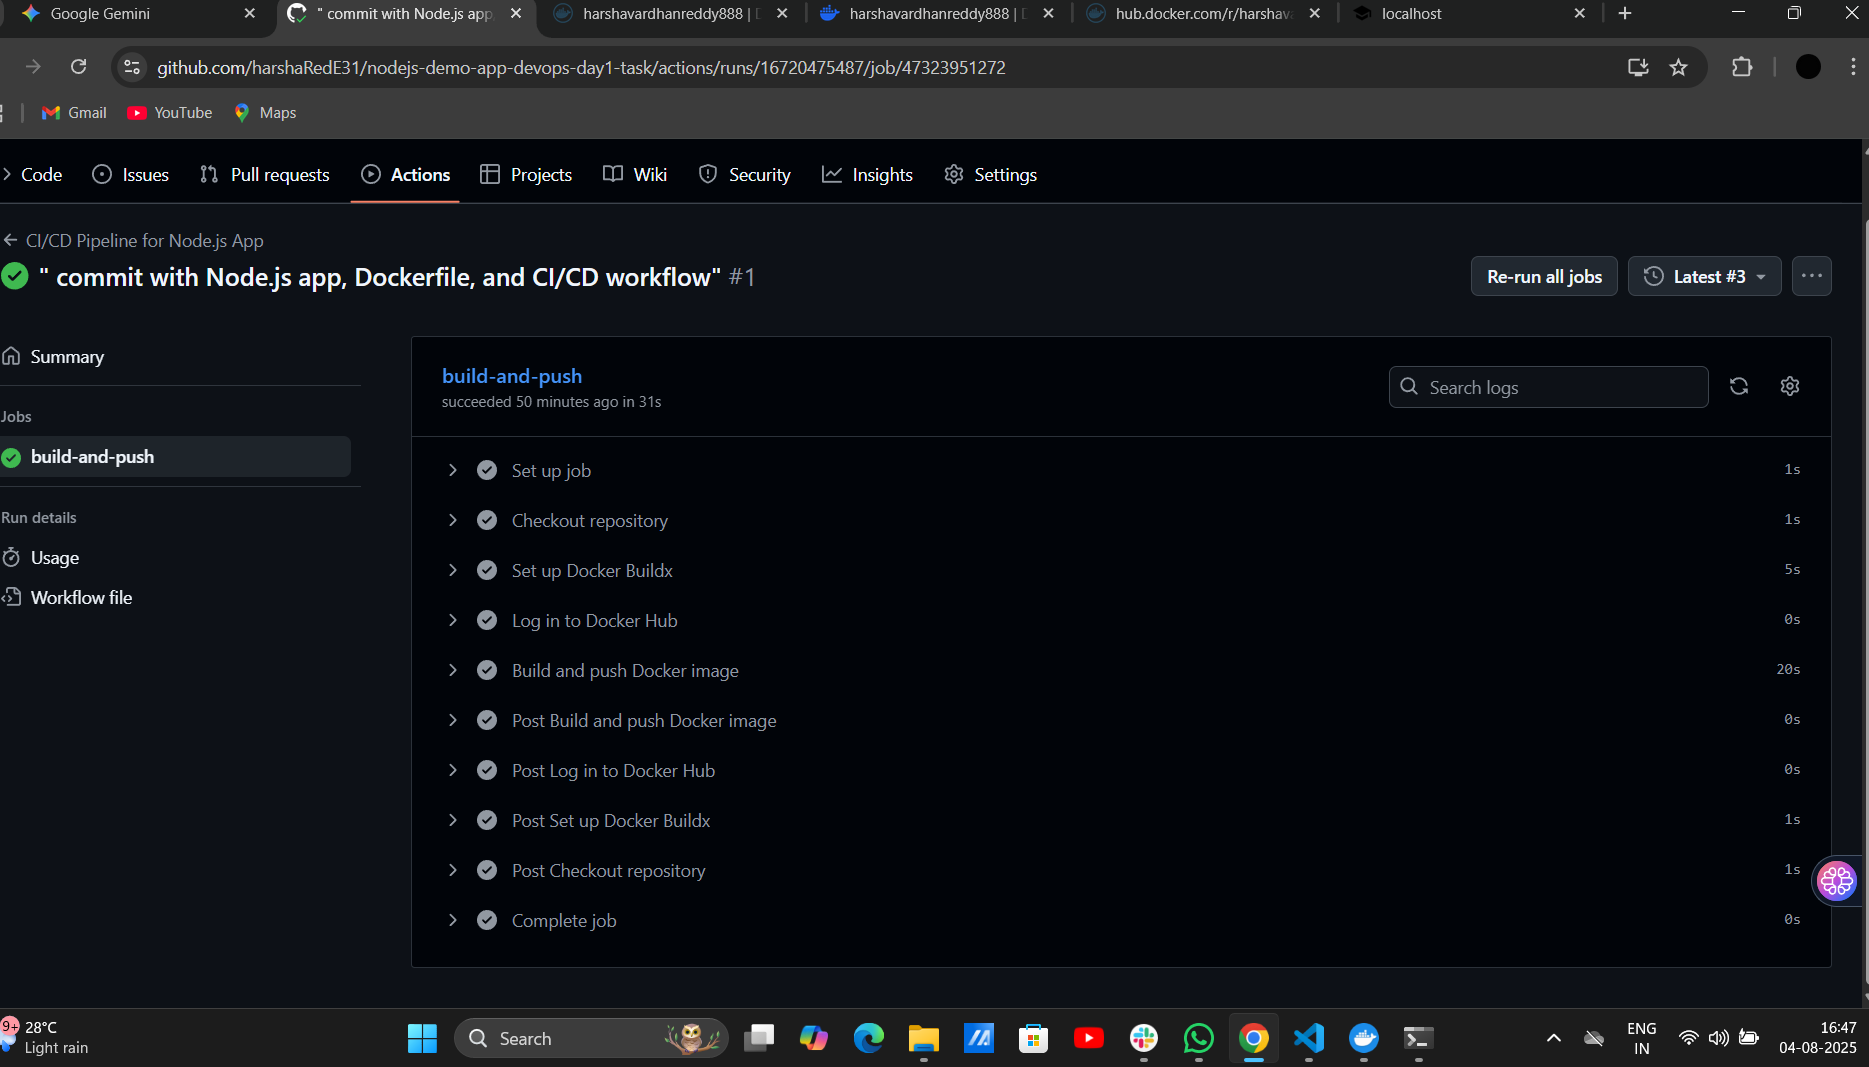 Google Gemini
" commit with Node.js app,
harshavardhanreddy888 |
harshavardhanreddy888 |
hub.docker.com/r/harshav
localhost
github.com/harshaRedE31/nodejs-demo-app-devops-day1-task/actions/runs/16720475487/job/47323951272
Gmail
YouTube
Maps
Code
Issues
Pull requests
Actions
Projects
Wiki
Security
Insights
Settings
CI/CD Pipeline for Node.js App
" commit with Node.js app, Dockerfile, and CI/CD workflow" #1
Re-run all jobs
Latest #3
Summary
Jobs
build-and-push
Run details
Usage
Workflow file
build-and-push
succeeded 50 minutes ago in 31s
Search logs
Set up job 1s
Checkout repository 1s
Set up Docker Buildx 5s
Log in to Docker Hub 0s
Build and push Docker image 20s
Post Build and push Docker image 0s
Post Log in to Docker Hub 0s
Post Set up Docker Buildx 1s
Post Checkout repository 1s
Complete job 0s
9+
28°C
Light rain
Search
ENG
IN
16:47
04-08-2025